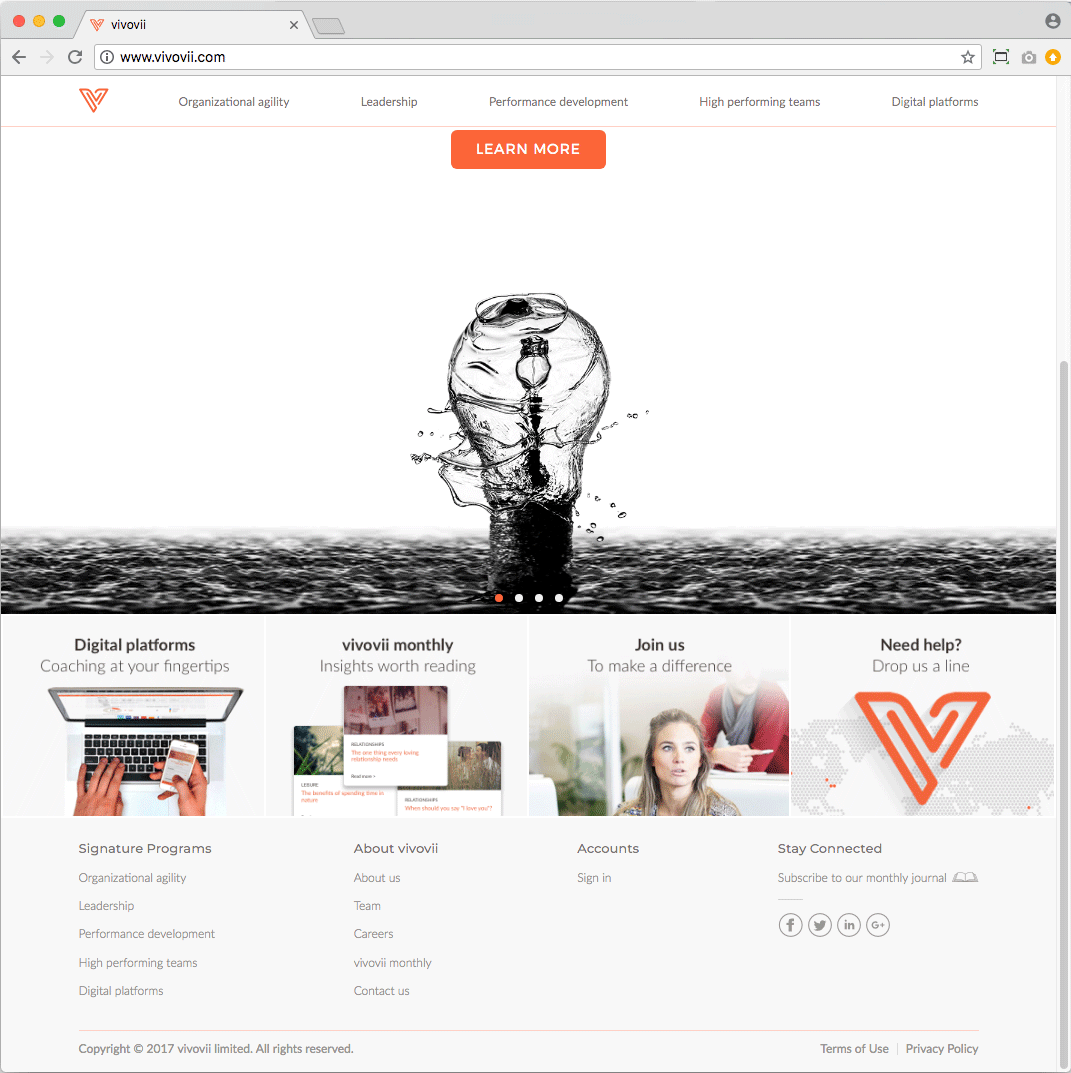 vivovii
www.vivovii.com
Organizational agility
Leadership
Performance development
High performing teams
Digital platforms
LEARN MORE
Digital platforms
Coaching at your fingertips
vivovii monthly
Insights worth reading
RELATIONSHIPS
The one thing every loving
relationship needs
Read more >
LEISURE
The benefits of spending time in
nature
RELATIONSHIPS
When should you say "I love you"?
Join us
To make a difference
Need help?
Drop us a line
Signature Programs
Organizational agility
Leadership
Performance development
High performing teams
Digital platforms
About vivovii
About us
Team
Careers
vivovii monthly
Contact us
Accounts
Sign in
Stay Connected
Subscribe to our monthly journal
f
in
G+
Copyright © 2017 vivovii limited. All rights reserved.
Terms of Use | Privacy Policy